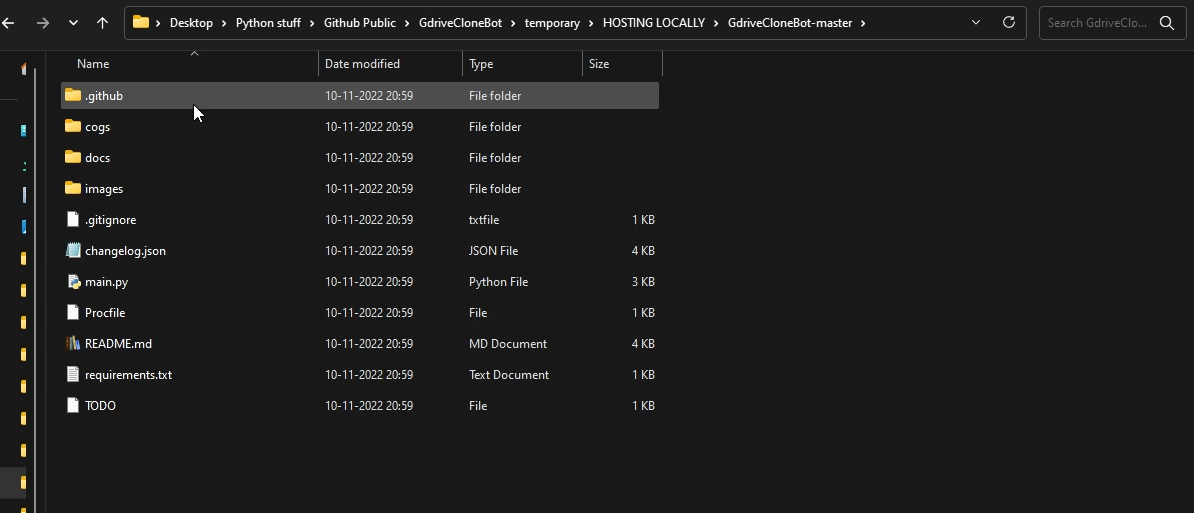 Desktop > Python stuff > Github Public > GdriveCloneBot > temporary > HOSTING LOCALLY > GdriveCloneBot-master > Search GdriveClo...
Name Date modified Type Size
.github 10-11-2022 20:59 File folder
cogs 10-11-2022 20:59 File folder
docs 10-11-2022 20:59 File folder
images 10-11-2022 20:59 File folder
.gitignore 10-11-2022 20:59 txtfile 1 KB
changelog.json 10-11-2022 20:59 JSON File 4 KB
main.py 10-11-2022 20:59 Python File 3 KB
Procfile 10-11-2022 20:59 File 1 KB
README.md 10-11-2022 20:59 MD Document 4 KB
requirements.txt 10-11-2022 20:59 Text Document 1 KB
TODO 10-11-2022 20:59 File 1 KB